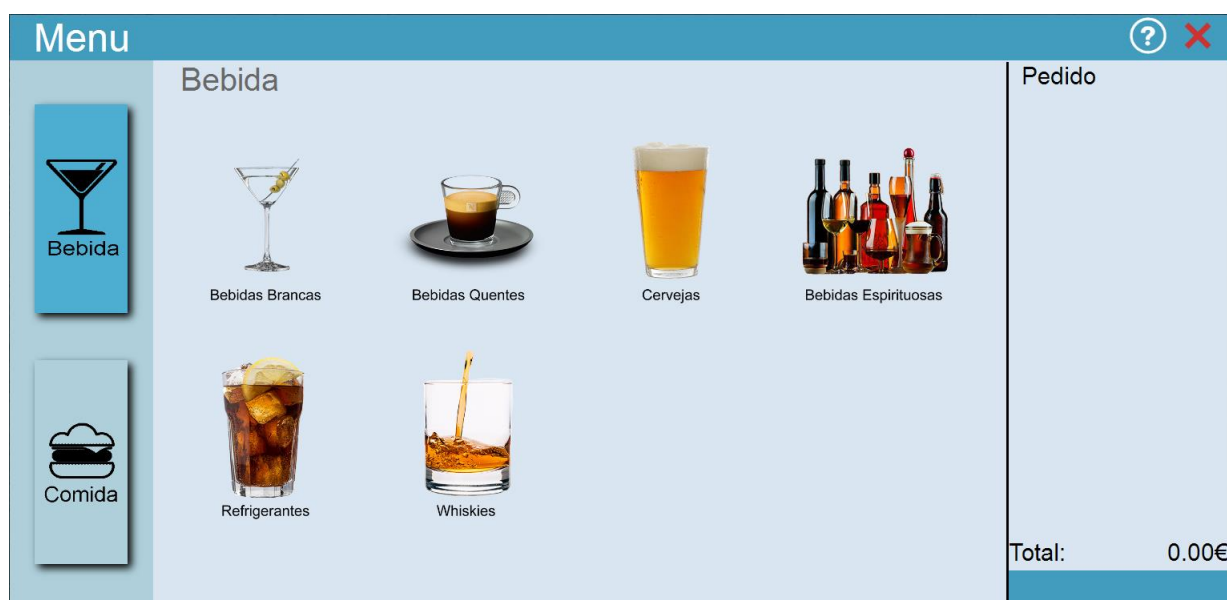 Menu
?
Bebida
Pedido
Bebida
Bebidas Brancas
Bebidas Quentes
Cervejas
Bebidas Espirituosas
Comida
Refrigerantes
Whiskies
Total: 0.00€